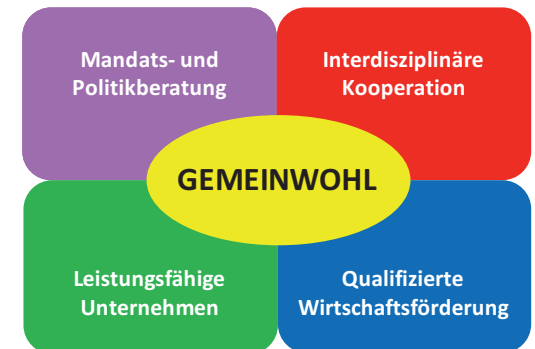 Mandats- und
Politikberatung
Interdisziplinäre
Kooperation
GEMEINWOHL
Leistungsfähige
Unternehmen
Qualifizierte
Wirtschaftsförderung